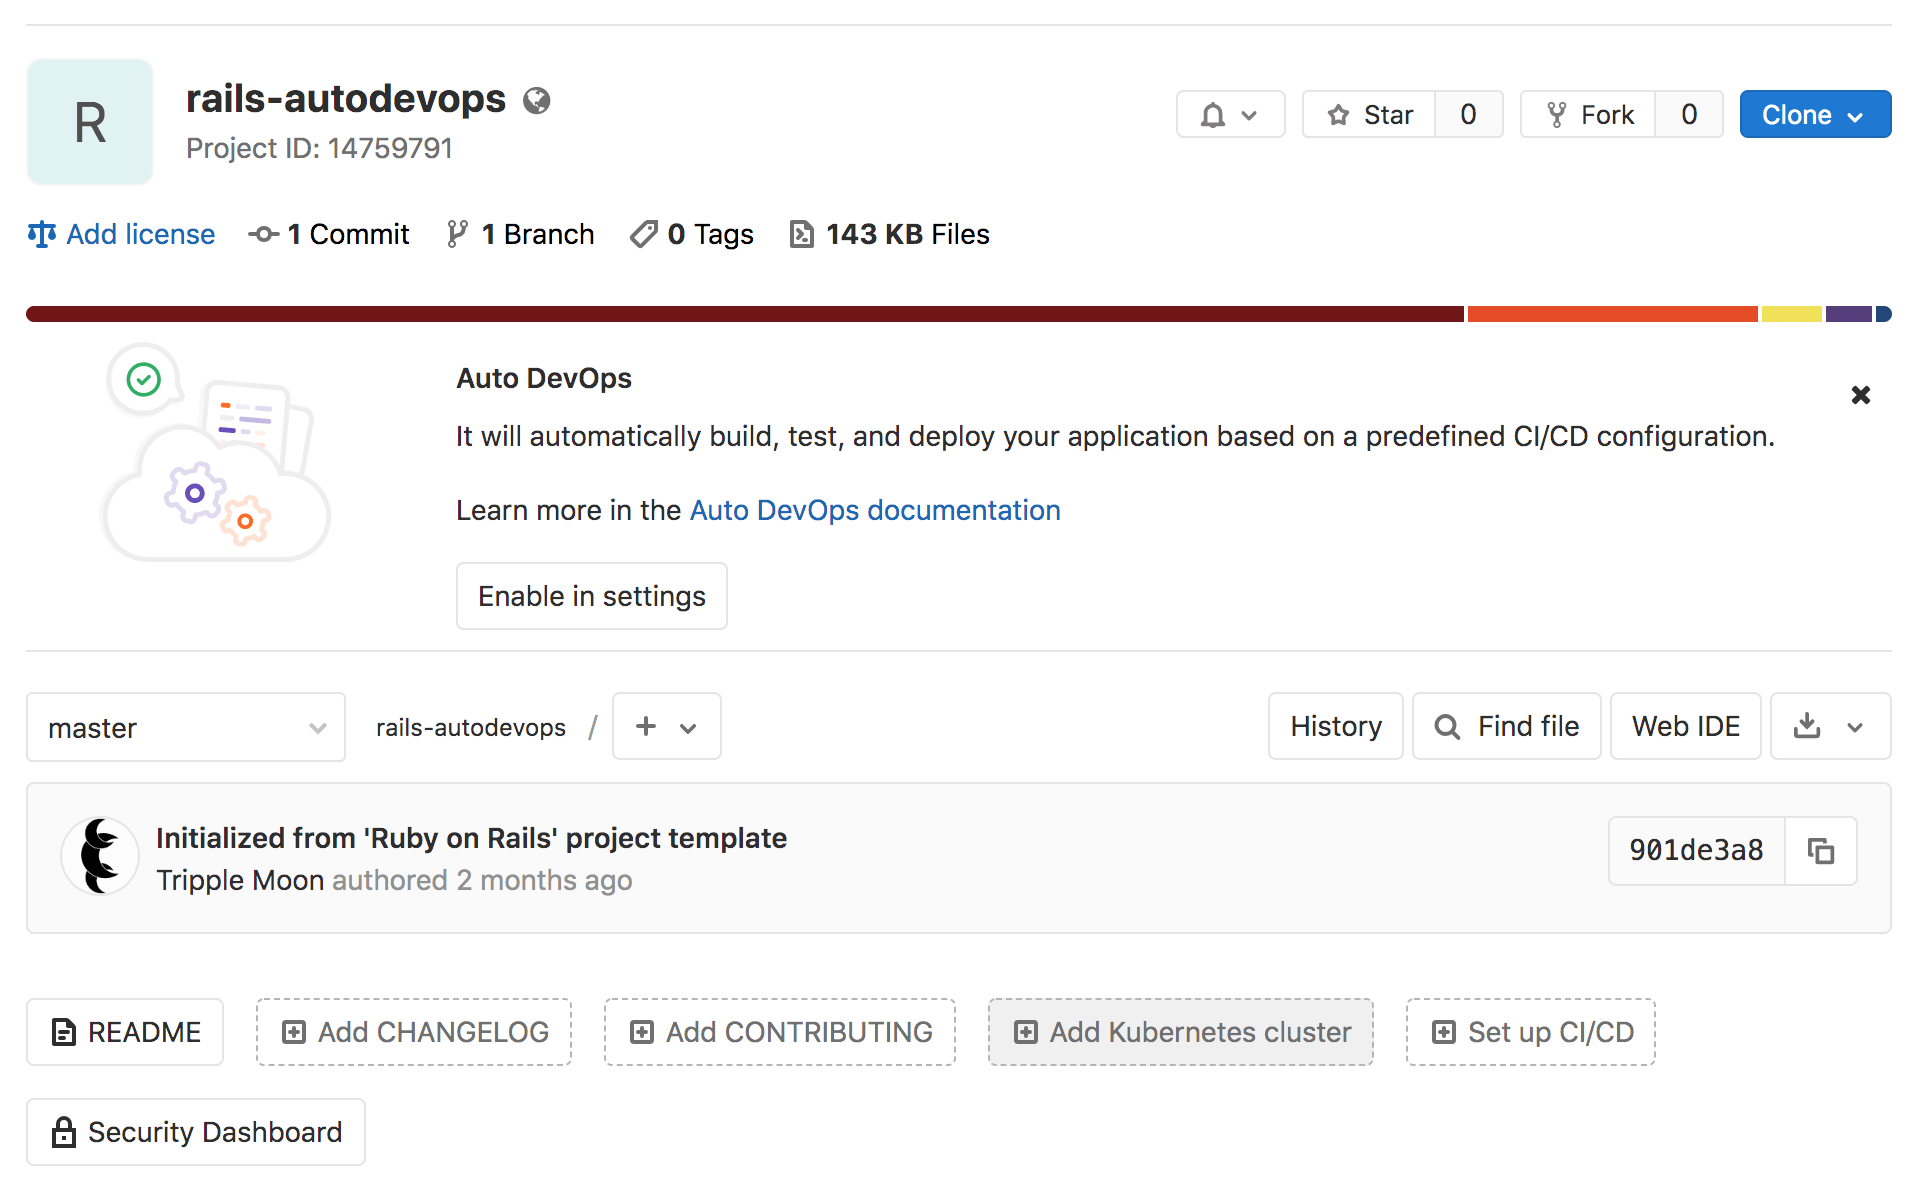 R
rails-autodevops
Project ID: 14759791
Star 0
Fork 0
Clone
Add license 1 Commit 1 Branch 0 Tags 143 KB Files
Auto DevOps
It will automatically build, test, and deploy your application based on a predefined CI/CD configuration.
Learn more in the Auto DevOps documentation
Enable in settings
master rails-autodevops / + History Find file Web IDE
Initialized from 'Ruby on Rails' project template
Tripple Moon authored 2 months ago
901de3a8
README Add CHANGELOG Add CONTRIBUTING Add Kubernetes cluster Set up CI/CD
Security Dashboard